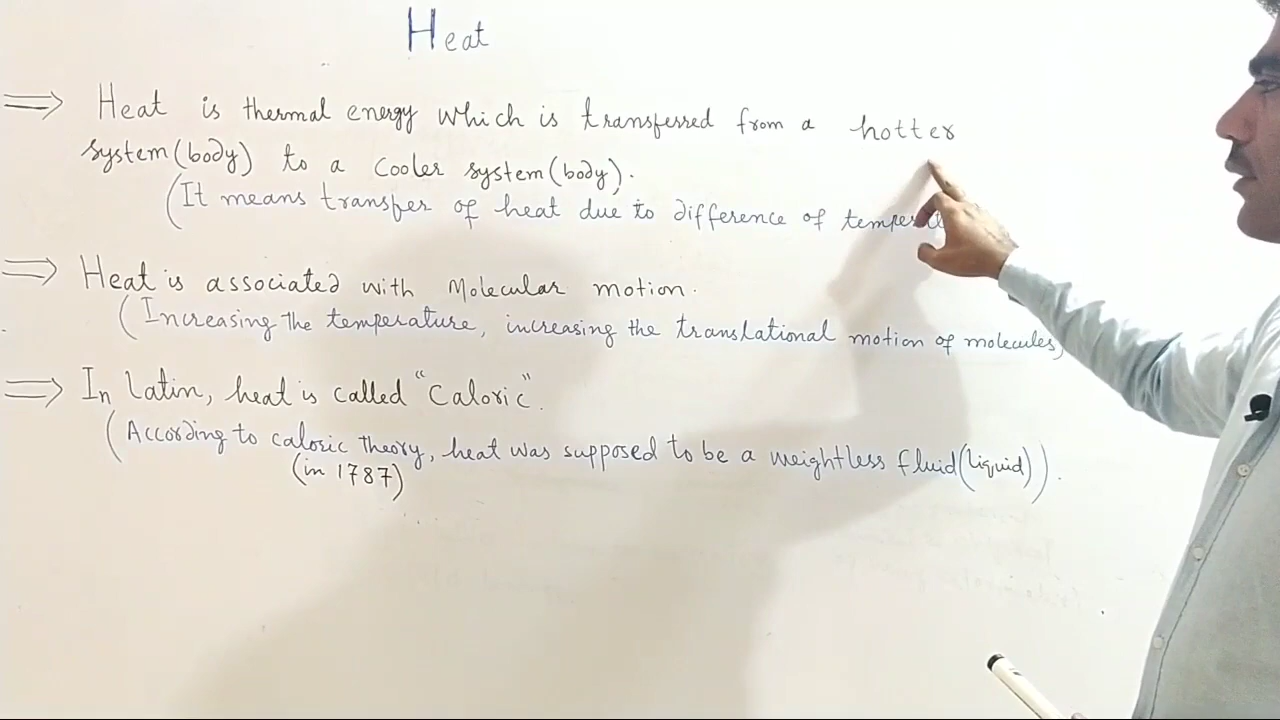 Heat
⇒ Heat is thermal energy which is transferred from a hotter
system(body) to a cooler system(body).
(It means transfer of heat due to difference of
⇒ Heat is associated with Molecular motion.
(Increasing the temperature, increasing the translational motion of molecules)
⇒ In Latin, heat is called "Caloric".
(According to caloric theory, heat was supposed to be a weightless fluid(liquid)).
(in 1787)